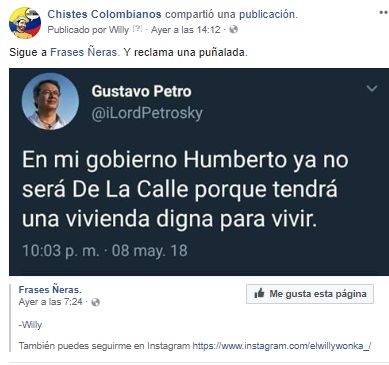 Chistes Colombianos compartió una publicación.
Publicado por Willy [?] · Ayer a las 14:12 ·
Sigue a Frases Ñeras. Y reclama una puñalada.
Gustavo Petro
@iLordPetrosky
En mi gobierno Humberto ya no
será De La Calle porque tendrá
una vivienda digna para vivir.
10:03 p. m. · 08 may. 18
Frases Ñeras.
Ayer a las 7:24 ·
Me gusta esta página
-Willy
También puedes seguirme en Instagram https://www.instagram.com/elwillywonka_/